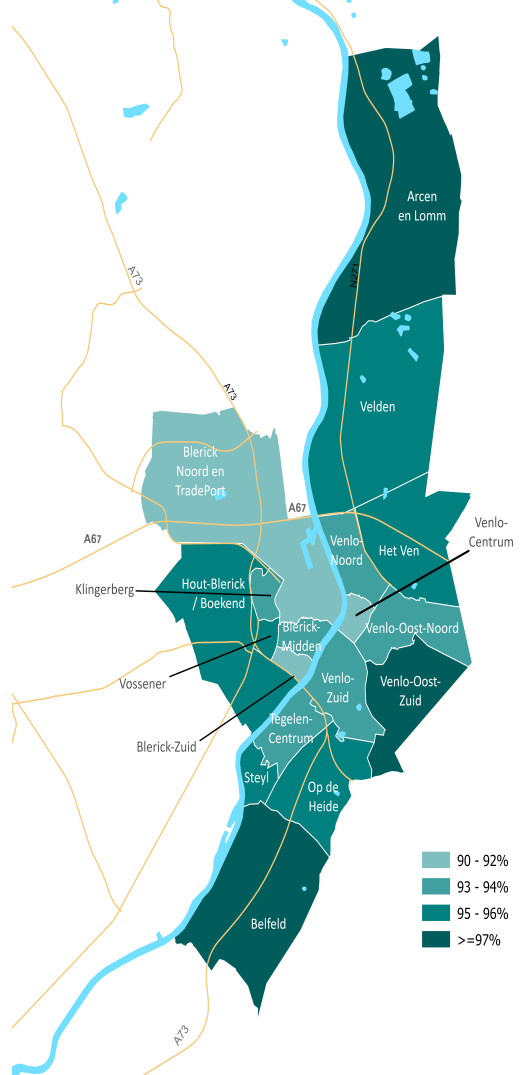 Arcen
en Lomm
A73
N271
A73
Velden
Blerick
Noord en
TradePort
A67
A67
Venlo-
Noord
Het Ven
Venlo-
Centrum
Klingerberg
Hout-Blerick
/ Boekend
Blerick-
Midden
Venlo-Oost-Noord
Vossener
Venlo-
Zuid
Venlo-Oost-
Zuid
Blerick-Zuid
Tegelen-
Centrum
Steyl
Op de
Heide
Belfeld
A73
90 - 92%
93 - 94%
95 - 96%
>=97%